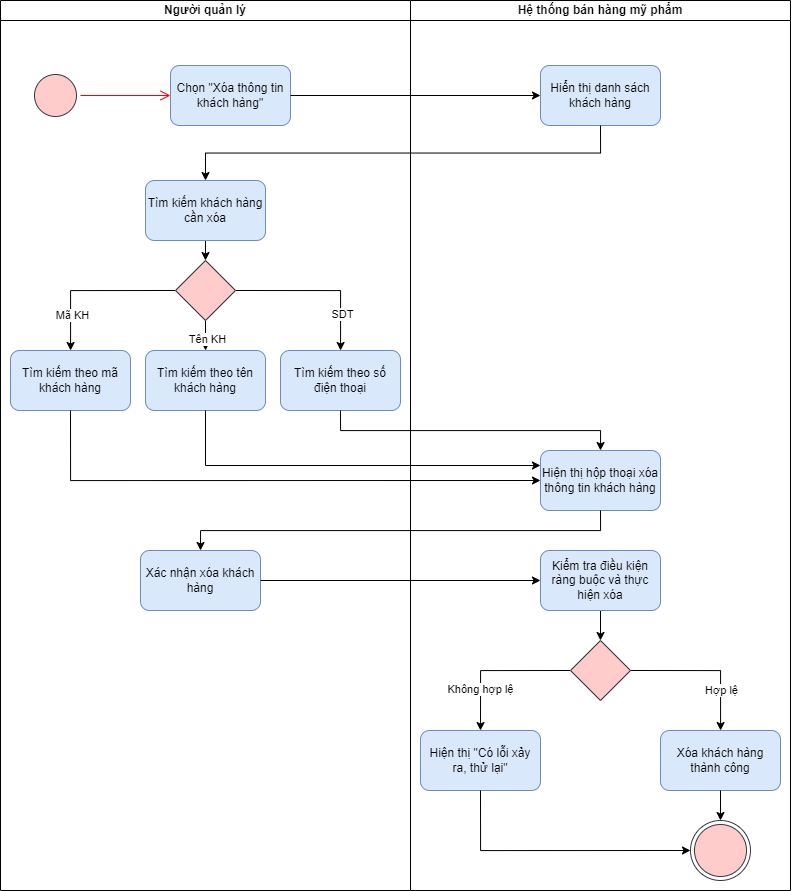 Người quản lý
Hệ thống bán hàng mỹ phẩm
Chọn "Xóa thông tin
khách hàng"
Hiển thị danh sách
khách hàng
Tìm kiếm khách hàng
cần xóa
Mã KH
Tên KH
SDT
Tìm kiếm theo mã
khách hàng
Tìm kiếm theo tên
khách hàng
Tìm kiếm theo số
điện thoại
Hiện thị hộp thoại xóa
thông tin khách hàng
Xác nhận xóa khách
hàng
Kiểm tra điều kiện
ràng buộc và thực
hiện xóa
Không hợp lệ
Hợp lệ
Hiện thị "Có lỗi xảy
ra, thử lại"
Xóa khách hàng
thành công